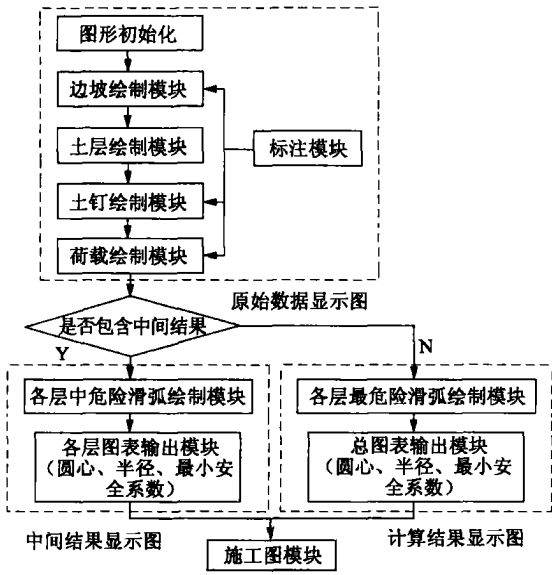 图形初始化
边坡绘制模块
土层绘制模块
标注模块
土钉绘制模块
荷载绘制模块
原始数据显示图
是否包含中间结果
Y
N
各层中危险滑弧绘制模块
各层最危险滑弧绘制模块
各层图表输出模块
（圆心、半径、最小安
全系数）
总图表输出模块
（圆心、半径、最小安
全系数）
中间结果显示图
计算结果显示图
施工图模块